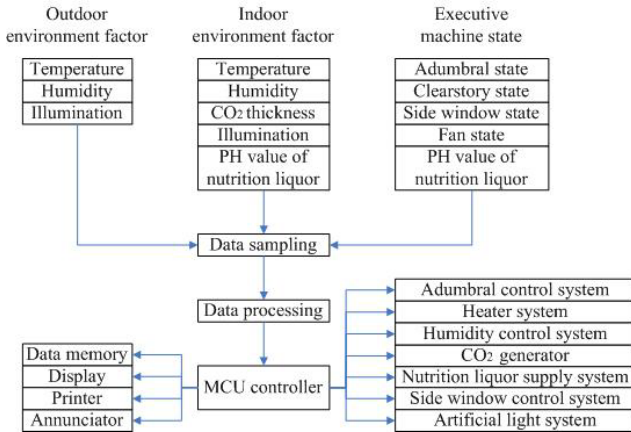 Outdoor
environment factor
Temperature
Humidity
Illumination
Indoor
environment factor
Temperature
Humidity
CO2 thickness
Illumination
PH value of
nutrition liquor
Executive
machine state
Adumbral state
Clearstory state
Side window state
Fan state
PH value of
nutrition liquor
Data sampling
Data processing
MCU controller
Data memory
Display
Printer
Annunciator
Adumbral control system
Heater system
Humidity control system
CO2 generator
Nutrition liquor supply system
Side window control system
Artificial light system